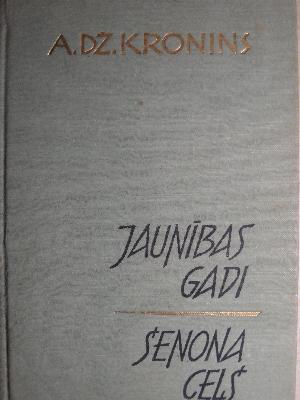 A.DŽ.KRONINS
JAUNĪBAS
GADI
ŠENONA
CEĻŠ